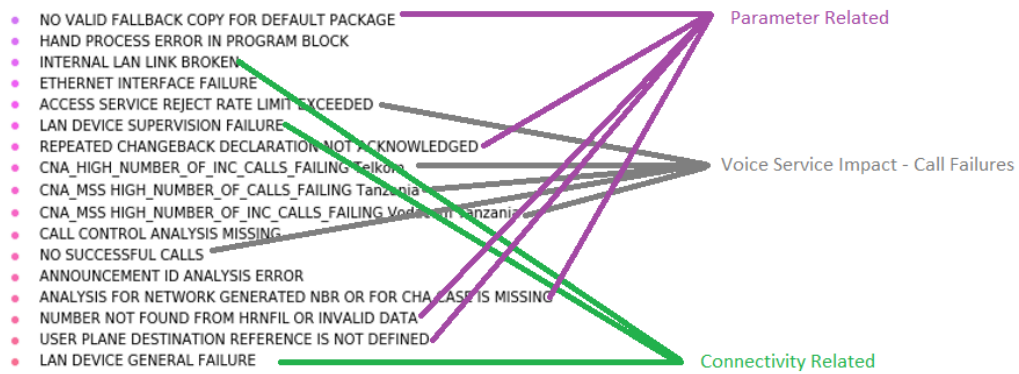 NO VALID FALLBACK COPY FOR DEFAULT PACKAGE
Parameter Related
HAND PROCESS ERROR IN PROGRAM BLOCK
INTERNAL LAN LINK BROKEN
ETHERNET INTERFACE FAILURE
ACCESS SERVICE REJECT RATE LIMIT EXCEEDED
LAN DEVICE SUPERVISION FAILURE
REPEATED CHANGEBACK DECLARATION NOT ACKNOWLEDGED
CNA_HIGH_NUMBER_OF_INC_CALLS_FAILING Telkom
Voice Service Impact - Call Failures
CNA_MSS HIGH_NUMBER_OF_CALLS_FAILING Tanzania
CNA_MSS HIGH_NUMBER_OF_INC_CALLS_FAILING Vodacom Tanzania
CALL CONTROL ANALYSIS MISSING
NO SUCCESSFUL CALLS
ANNOUNCEMENT ID ANALYSIS ERROR
ANALYSIS FOR NETWORK GENERATED NBR OR FOR CHA CASE IS MISSING
NUMBER NOT FOUND FROM HRNFIL OR INVALID DATA
USER PLANE DESTINATION REFERENCE IS NOT DEFINED
LAN DEVICE GENERAL FAILURE
Connectivity Related